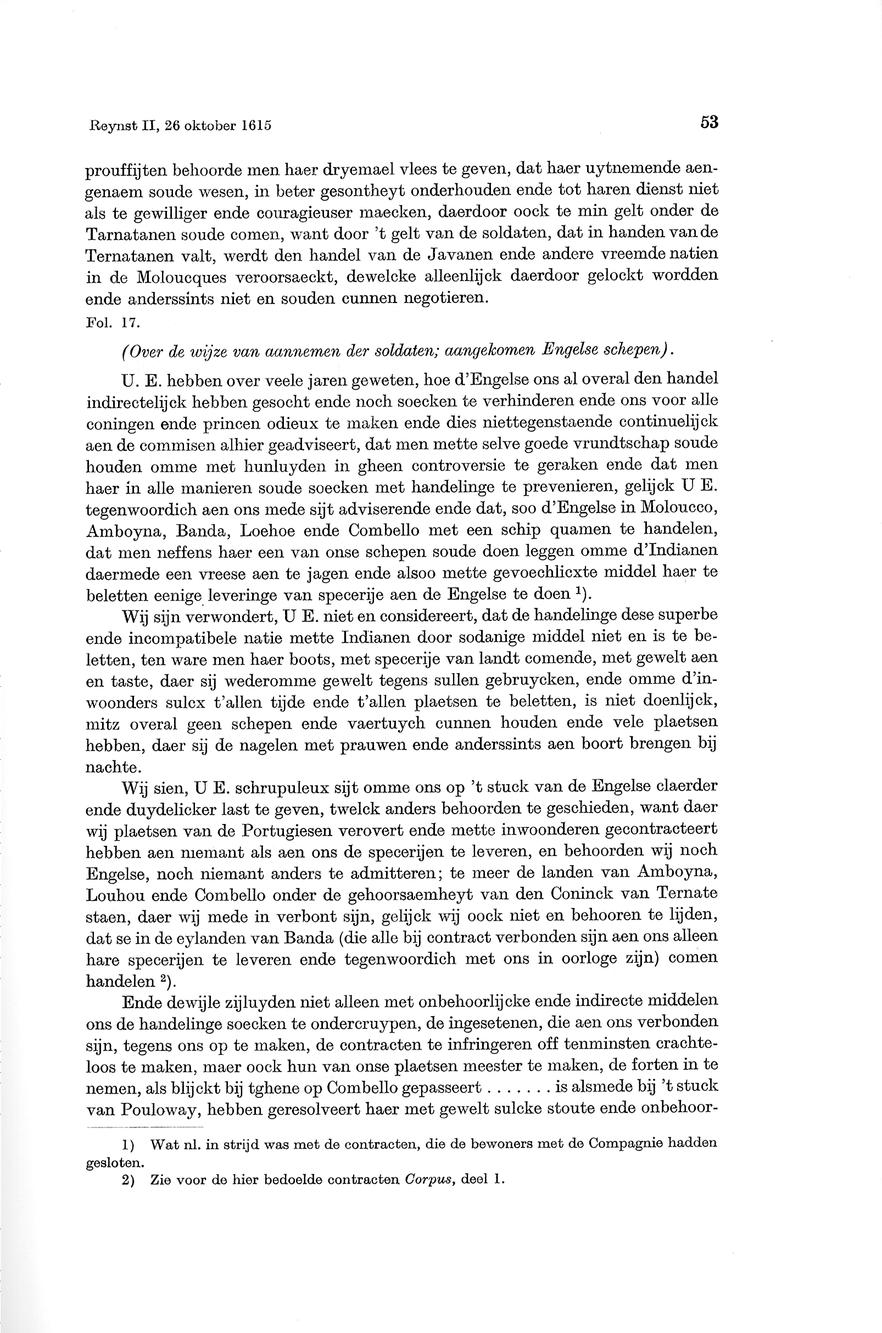 Reynst II, 26 oktober 1615 53
prouffijten behoorde men haer dryemael vlees te geven, dat haer uytnemende aen-
genaem soude wesen, in beter gesontheyt onderhouden ende tot haren dienst niet
als te gewilliger ende couragieuser maecken, daerdoor oock te min gelt onder de
Tarnatanen soude comen, want door 't gelt van de soldaten, dat in handen van de
Ternatanen valt, werdt den handel van de Javanen ende andere vreemde natien
in de Moloucques veroorsaeckt, dewelcke alleenlijck daerdoor gelockt wordden
ende anderssints niet en souden cunnen negotieren.
Fol. 17.
(Over de wijze van aannemen der soldaten; aangekomen Engelse schepen).
U. E. hebben over veele jaren geweten, hoe d'Engelse ons al overal den handel
indirectelijck hebben gesocht ende noch soecken te verhinderen ende ons voor alle
coningen ende princen odieux te maken ende dies niettegenstaende continuelijck
aen de commisen alhier geadviseert, dat men mette selve goede vrundtschap soude
houden omme met hunluyden in gheen controversie te geraken ende dat men
haer in alle manieren soude soecken met handelinge te prevenieren, gelijck U E.
tegenwoordich aen ons mede sijt adviserende ende dat, soo d'Engelse in Moloucco,
Amboyna, Banda, Loehoe ende Combello met een schip quamen te handelen,
dat men neffens haer een van onse schepen soude doen leggen omme d'Indianen
daermede een vreese aen te jagen ende alsoo mette gevoechlicxte middel haer te
beletten eenige leveringe van specerije aen de Engelse te doen ¹).
Wij sijn verwondert, U E. niet en considereert, dat de handelinge dese superbe
ende incompatibele natie mette Indianen door sodanige middel niet en is te be-
letten, ten ware men haer boots, met specerije van landt comende, met gewelt aen
en taste, daer sij wederomme gewelt tegens sullen gebruycken, ende omme d'in-
woonders sulcx t'allen tijde ende t'allen plaetsen te beletten, is niet doenlijck,
mitz overal geen schepen ende vaertuych cunnen houden ende vele plaetsen
hebben, daer sij de nagelen met prauwen ende anderssints aen boort brengen bij
nachte.
Wij sien, U E. schrupuleux sijt omme ons op 't stuck van de Engelse claerder
ende duydelicker last te geven, twelck anders behoorden te geschieden, want daer
wij plaetsen van de Portugiesen verovert ende mette inwoonderen gecontracteert
hebben aen niemant als aen ons de specerijen te leveren, en behoorden wij noch
Engelse, noch niemant anders te admitteren; te meer de landen van Amboyna,
Louhou ende Combello onder de gehoorsaemheyt van den Coninck van Ternate
staen, daer wij mede in verbont sijn, gelijck wij oock niet en behooren te lijden,
dat se in de eylanden van Banda (die alle bij contract verbonden sijn aen ons alleen
hare specerijen te leveren ende tegenwoordich met ons in oorloge zijn) comen
handelen ²).
Ende dewijle zijluyden niet alleen met onbehoorlijcke ende indirecte middelen
ons de handelinge soecken te ondercruypen, de ingesetenen, die aen ons verbonden
sijn, tegens ons op te maken, de contracten te infringeren off tenminsten crachte-
loos te maken, maer oock hun van onse plaetsen meester te maken, de forten in te
nemen, als blijckt bij tghene op Combello gepasseert . . . . . . . is alsmede bij 't stuck
van Pouloway, hebben geresolveert haer met gewelt sulcke stoute ende onbehoor-
1) Wat nl. in strijd was met de contracten, die de bewoners met de Compagnie hadden
gesloten.
2) Zie voor de hier bedoelde contracten Corpus, deel 1.